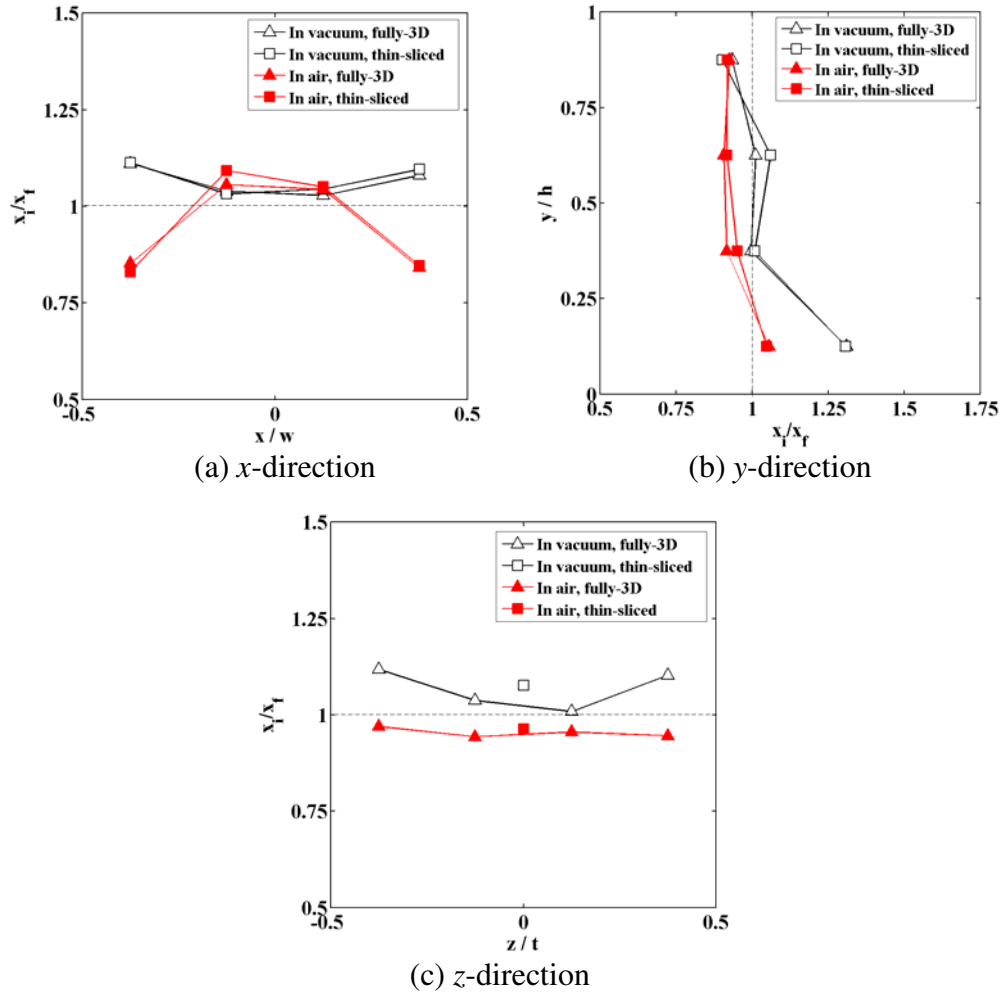 1.5
In vacuum, fully-3D
In vacuum, thin-sliced
In air, fully-3D
In air, thin-sliced
1.25
x_i/x_f
1
0.75
0.5
-0.5
0
0.5
x / w
(a) x-direction
1
In vacuum, fully-3D
In vacuum, thin-sliced
In air, fully-3D
In air, thin-sliced
0.75
y / h
0.5
0.25
0
0.5
0.75
1
1.25
1.5
1.75
x_i/x_f
(b) y-direction
1.5
In vacuum, fully-3D
In vacuum, thin-sliced
In air, fully-3D
In air, thin-sliced
1.25
x_i/x_f
1
0.75
0.5
-0.5
0
0.5
z / t
(c) z-direction